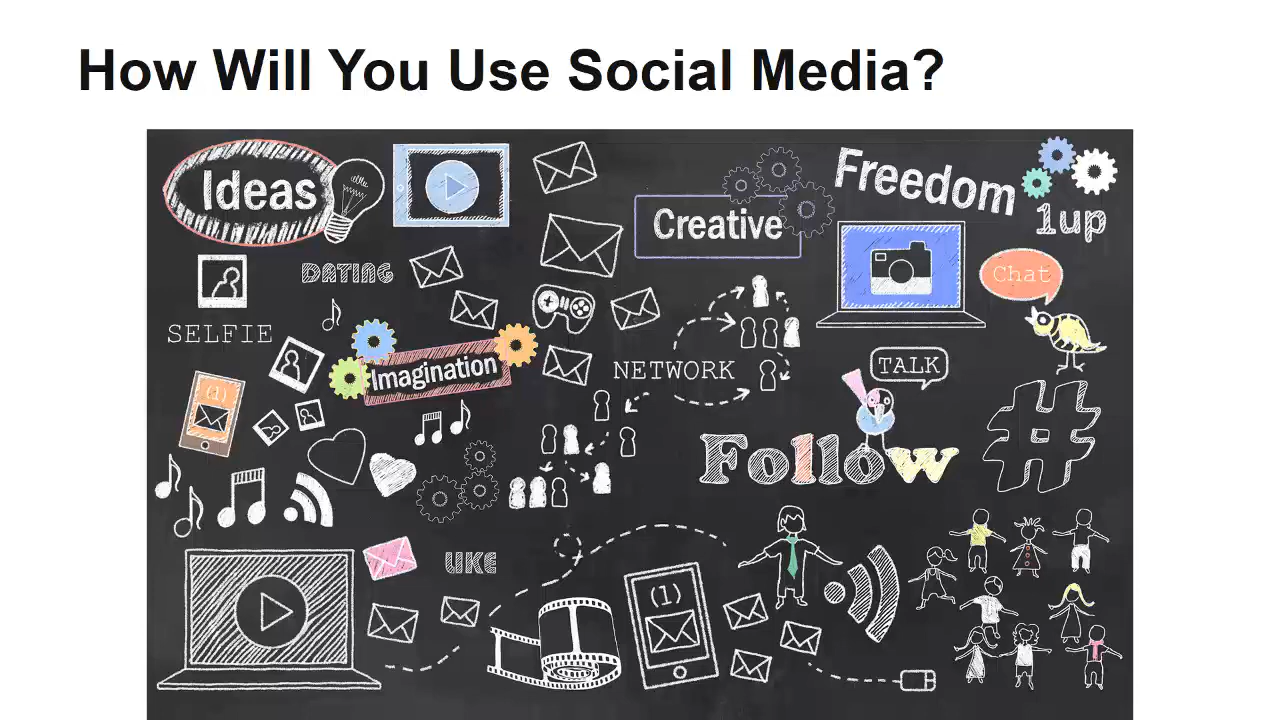 How Will You Use Social Media?
Ideas
Freedom
Creative
1up
DATING
Chat
SELFIE
Imagination
NETWORK
TALK
(1)
Follow
#
LIKE
(1)